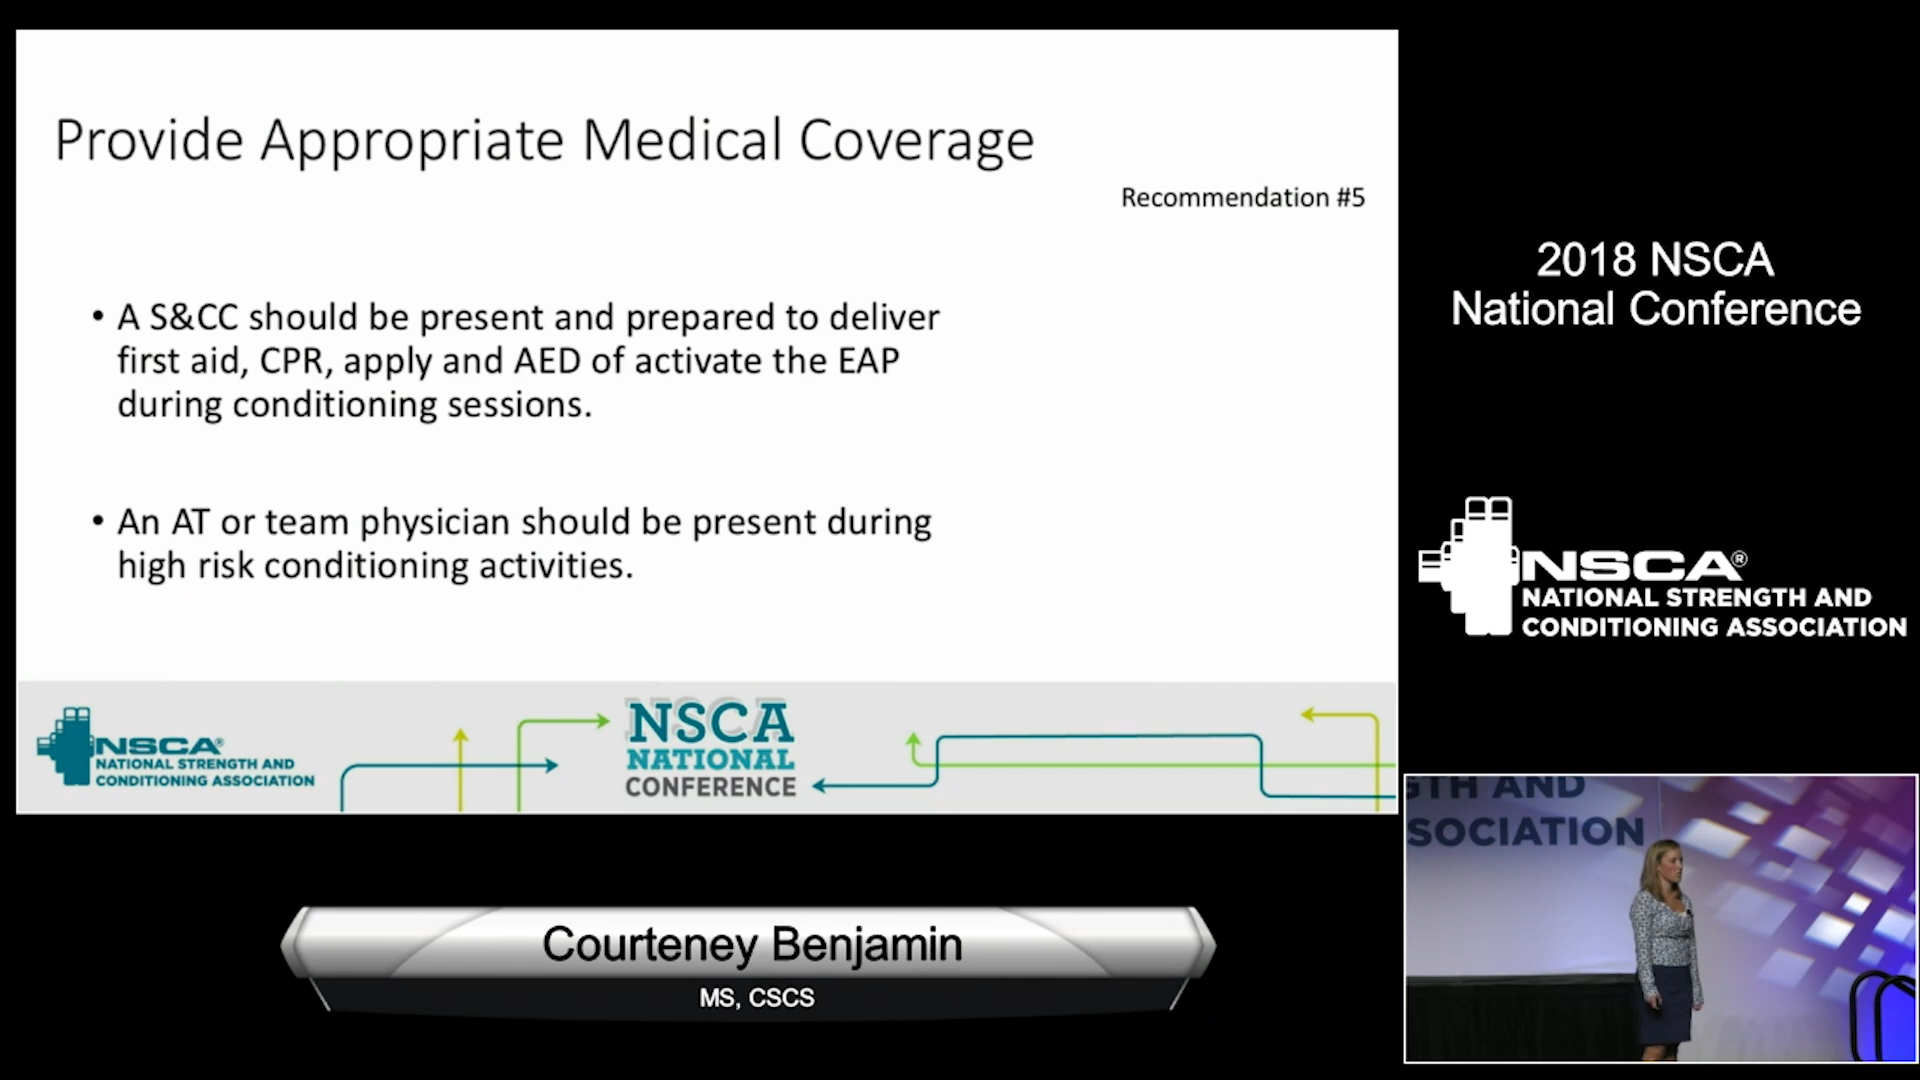 Provide Appropriate Medical Coverage
Recommendation #5
• A S&CC should be present and prepared to deliver
first aid, CPR, apply and AED of activate the EAP
during conditioning sessions.
• An AT or team physician should be present during
high risk conditioning activities.
NSCA®
NATIONAL STRENGTH AND
CONDITIONING ASSOCIATION
NSCA
NATIONAL
CONFERENCE
2018 NSCA
National Conference
NSCA®
NATIONAL STRENGTH AND
CONDITIONING ASSOCIATION
GTH AND
SOCIATION
Courteney Benjamin
MS, CSCS